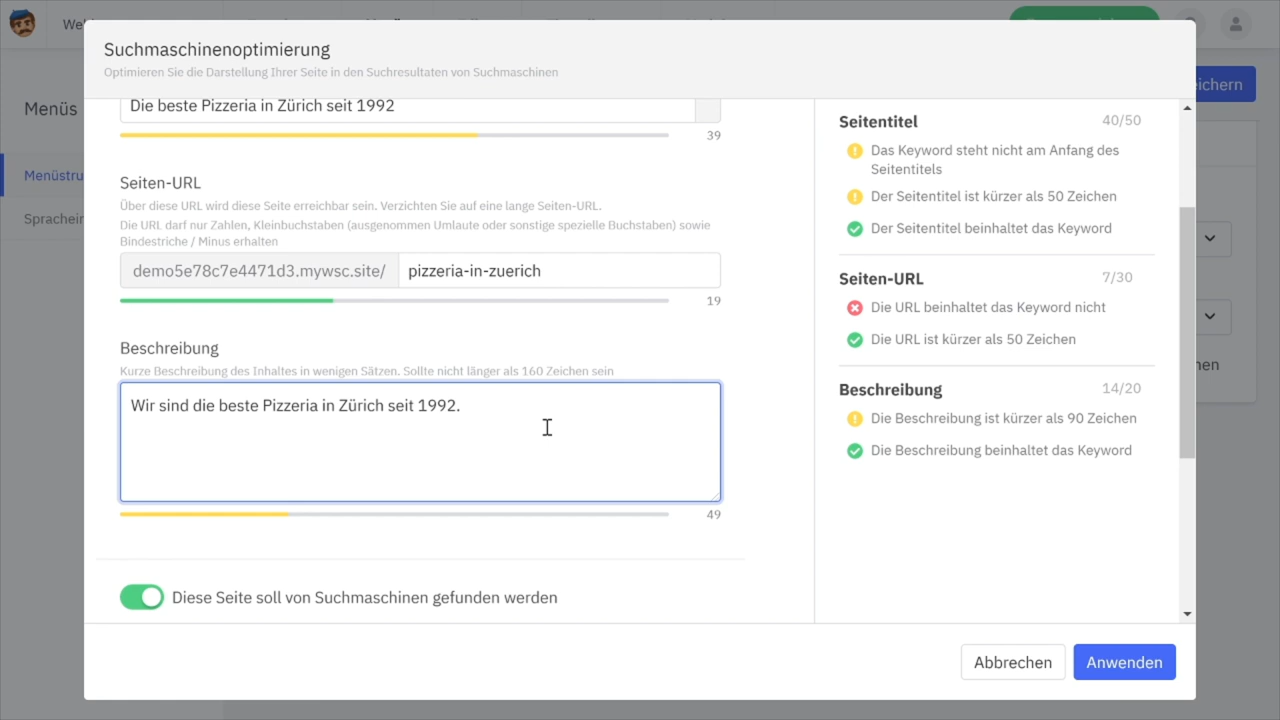 Suchmaschinenoptimierung
Optimieren Sie die Darstellung Ihrer Seite in den Suchresultaten von Suchmaschinen
Menüs
Die beste Pizzeria in Zürich seit 1992
39
Seiten-URL
Über diese URL wird diese Seite erreichbar sein. Verzichten Sie auf eine lange Seiten-URL.
Die URL darf nur Zahlen, Kleinbuchstaben (ausgenommen Umlaute oder sonstige spezielle Buchstaben) sowie
Bindestriche / Minus erhalten
demo5e78c7e4471d3.mywsc.site/ pizzeria-in-zuerich
19
Beschreibung
Kurze Beschreibung des Inhaltes in wenigen Sätzen. Sollte nicht länger als 160 Zeichen sein
Wir sind die beste Pizzeria in Zürich seit 1992.
49
Diese Seite soll von Suchmaschinen gefunden werden
Seitentitel 40/50
Das Keyword steht nicht am Anfang des
Seitentitels
Der Seitentitel ist kürzer als 50 Zeichen
Der Seitentitel beinhaltet das Keyword
Seiten-URL 7/30
Die URL beinhaltet das Keyword nicht
Die URL ist kürzer als 50 Zeichen
Beschreibung 14/20
Die Beschreibung ist kürzer als 90 Zeichen
Die Beschreibung beinhaltet das Keyword
Abbrechen Anwenden